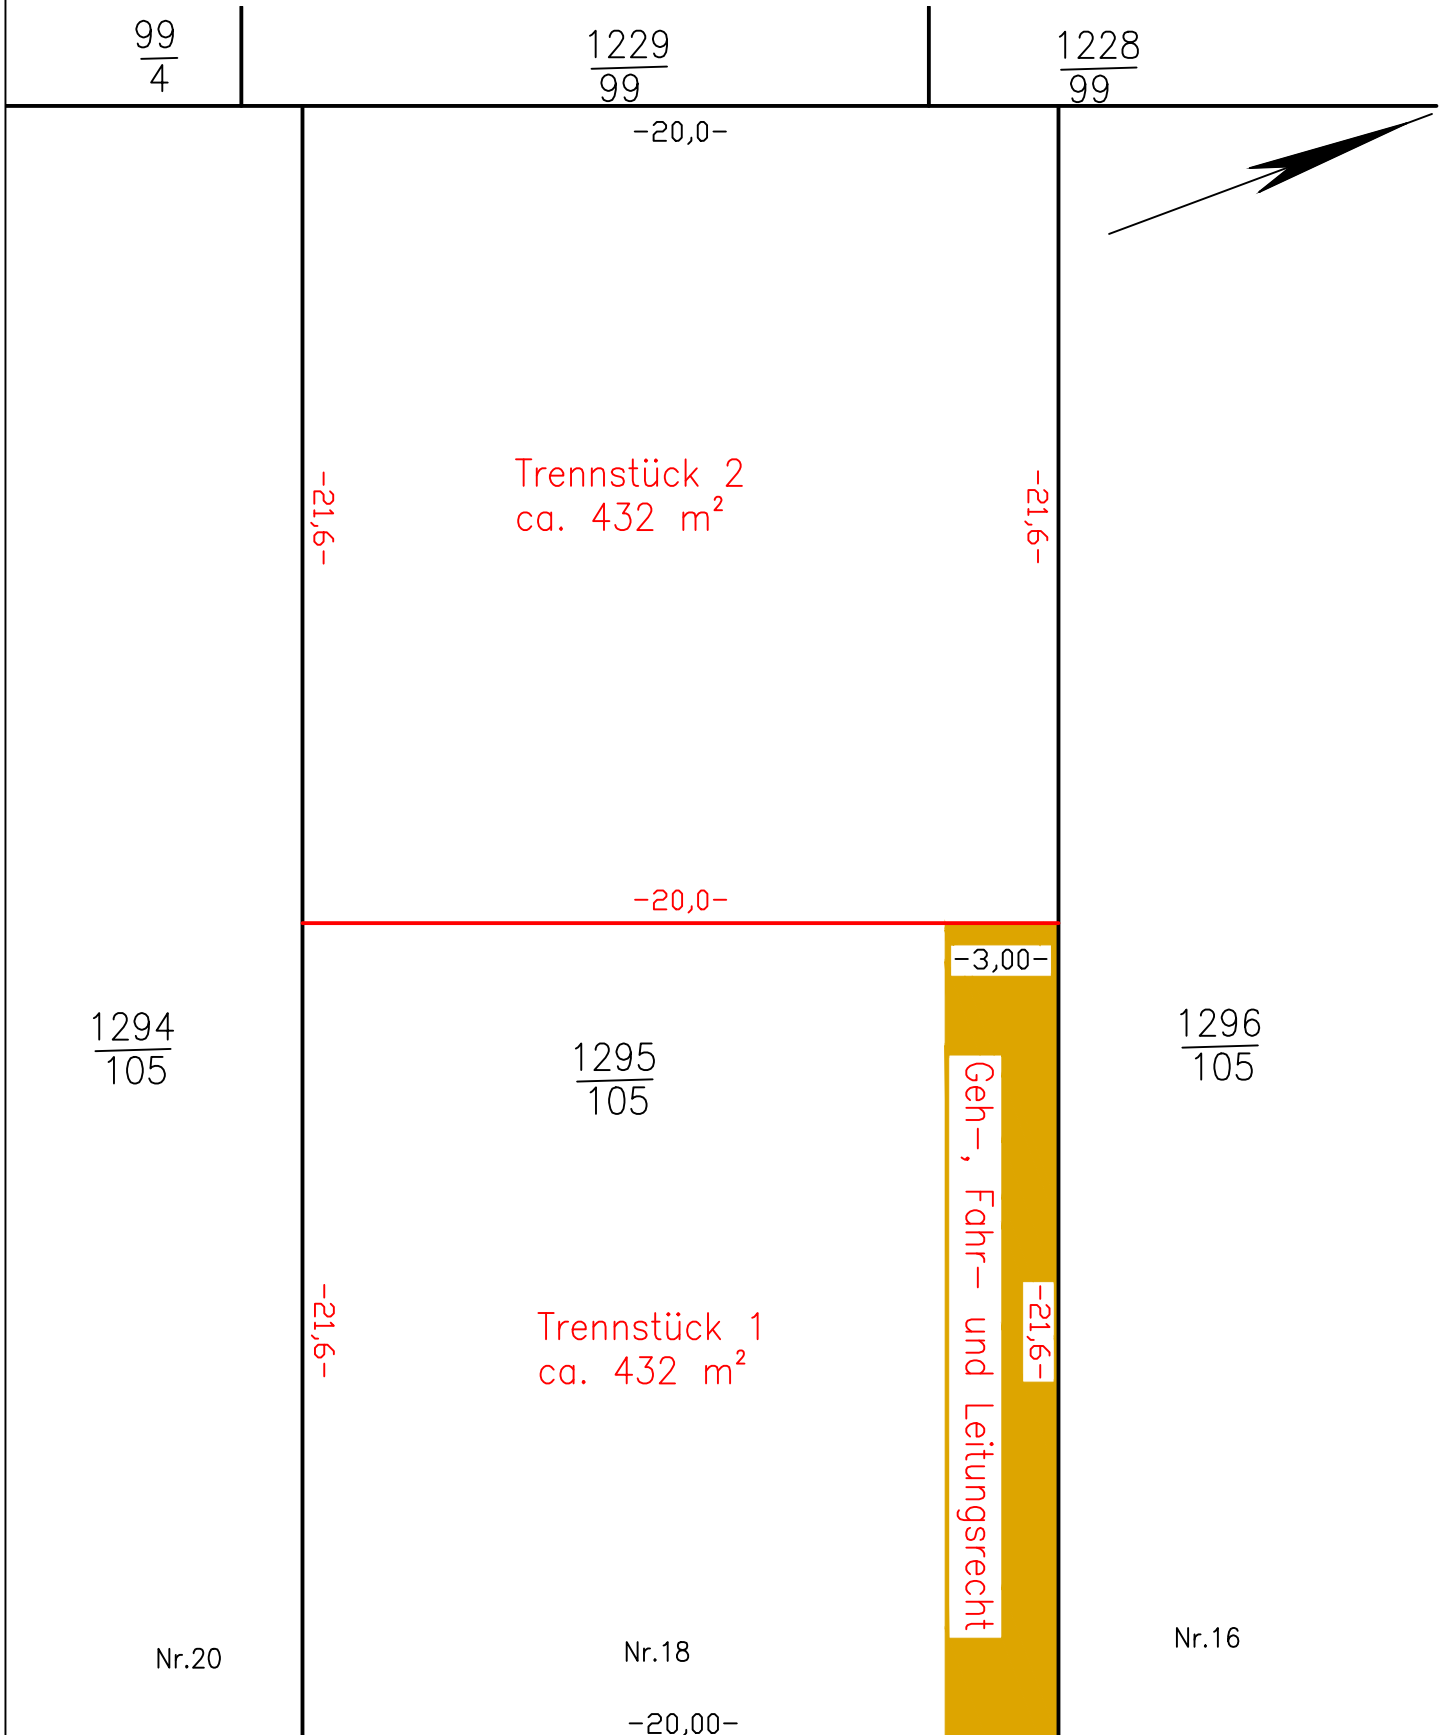 99
4
1229
99
1228
99
-20,0-
Trennstück 2
ca. 432 m²
-21,6-
-21,6-
-20,0-
-3,00-
1294
105
1295
105
1296
105
Geh-, Fahr- und Leitungsrecht
-21,6-
Trennstück 1
ca. 432 m²
-21,6-
Nr.20
Nr.18
Nr.16
-20,00-